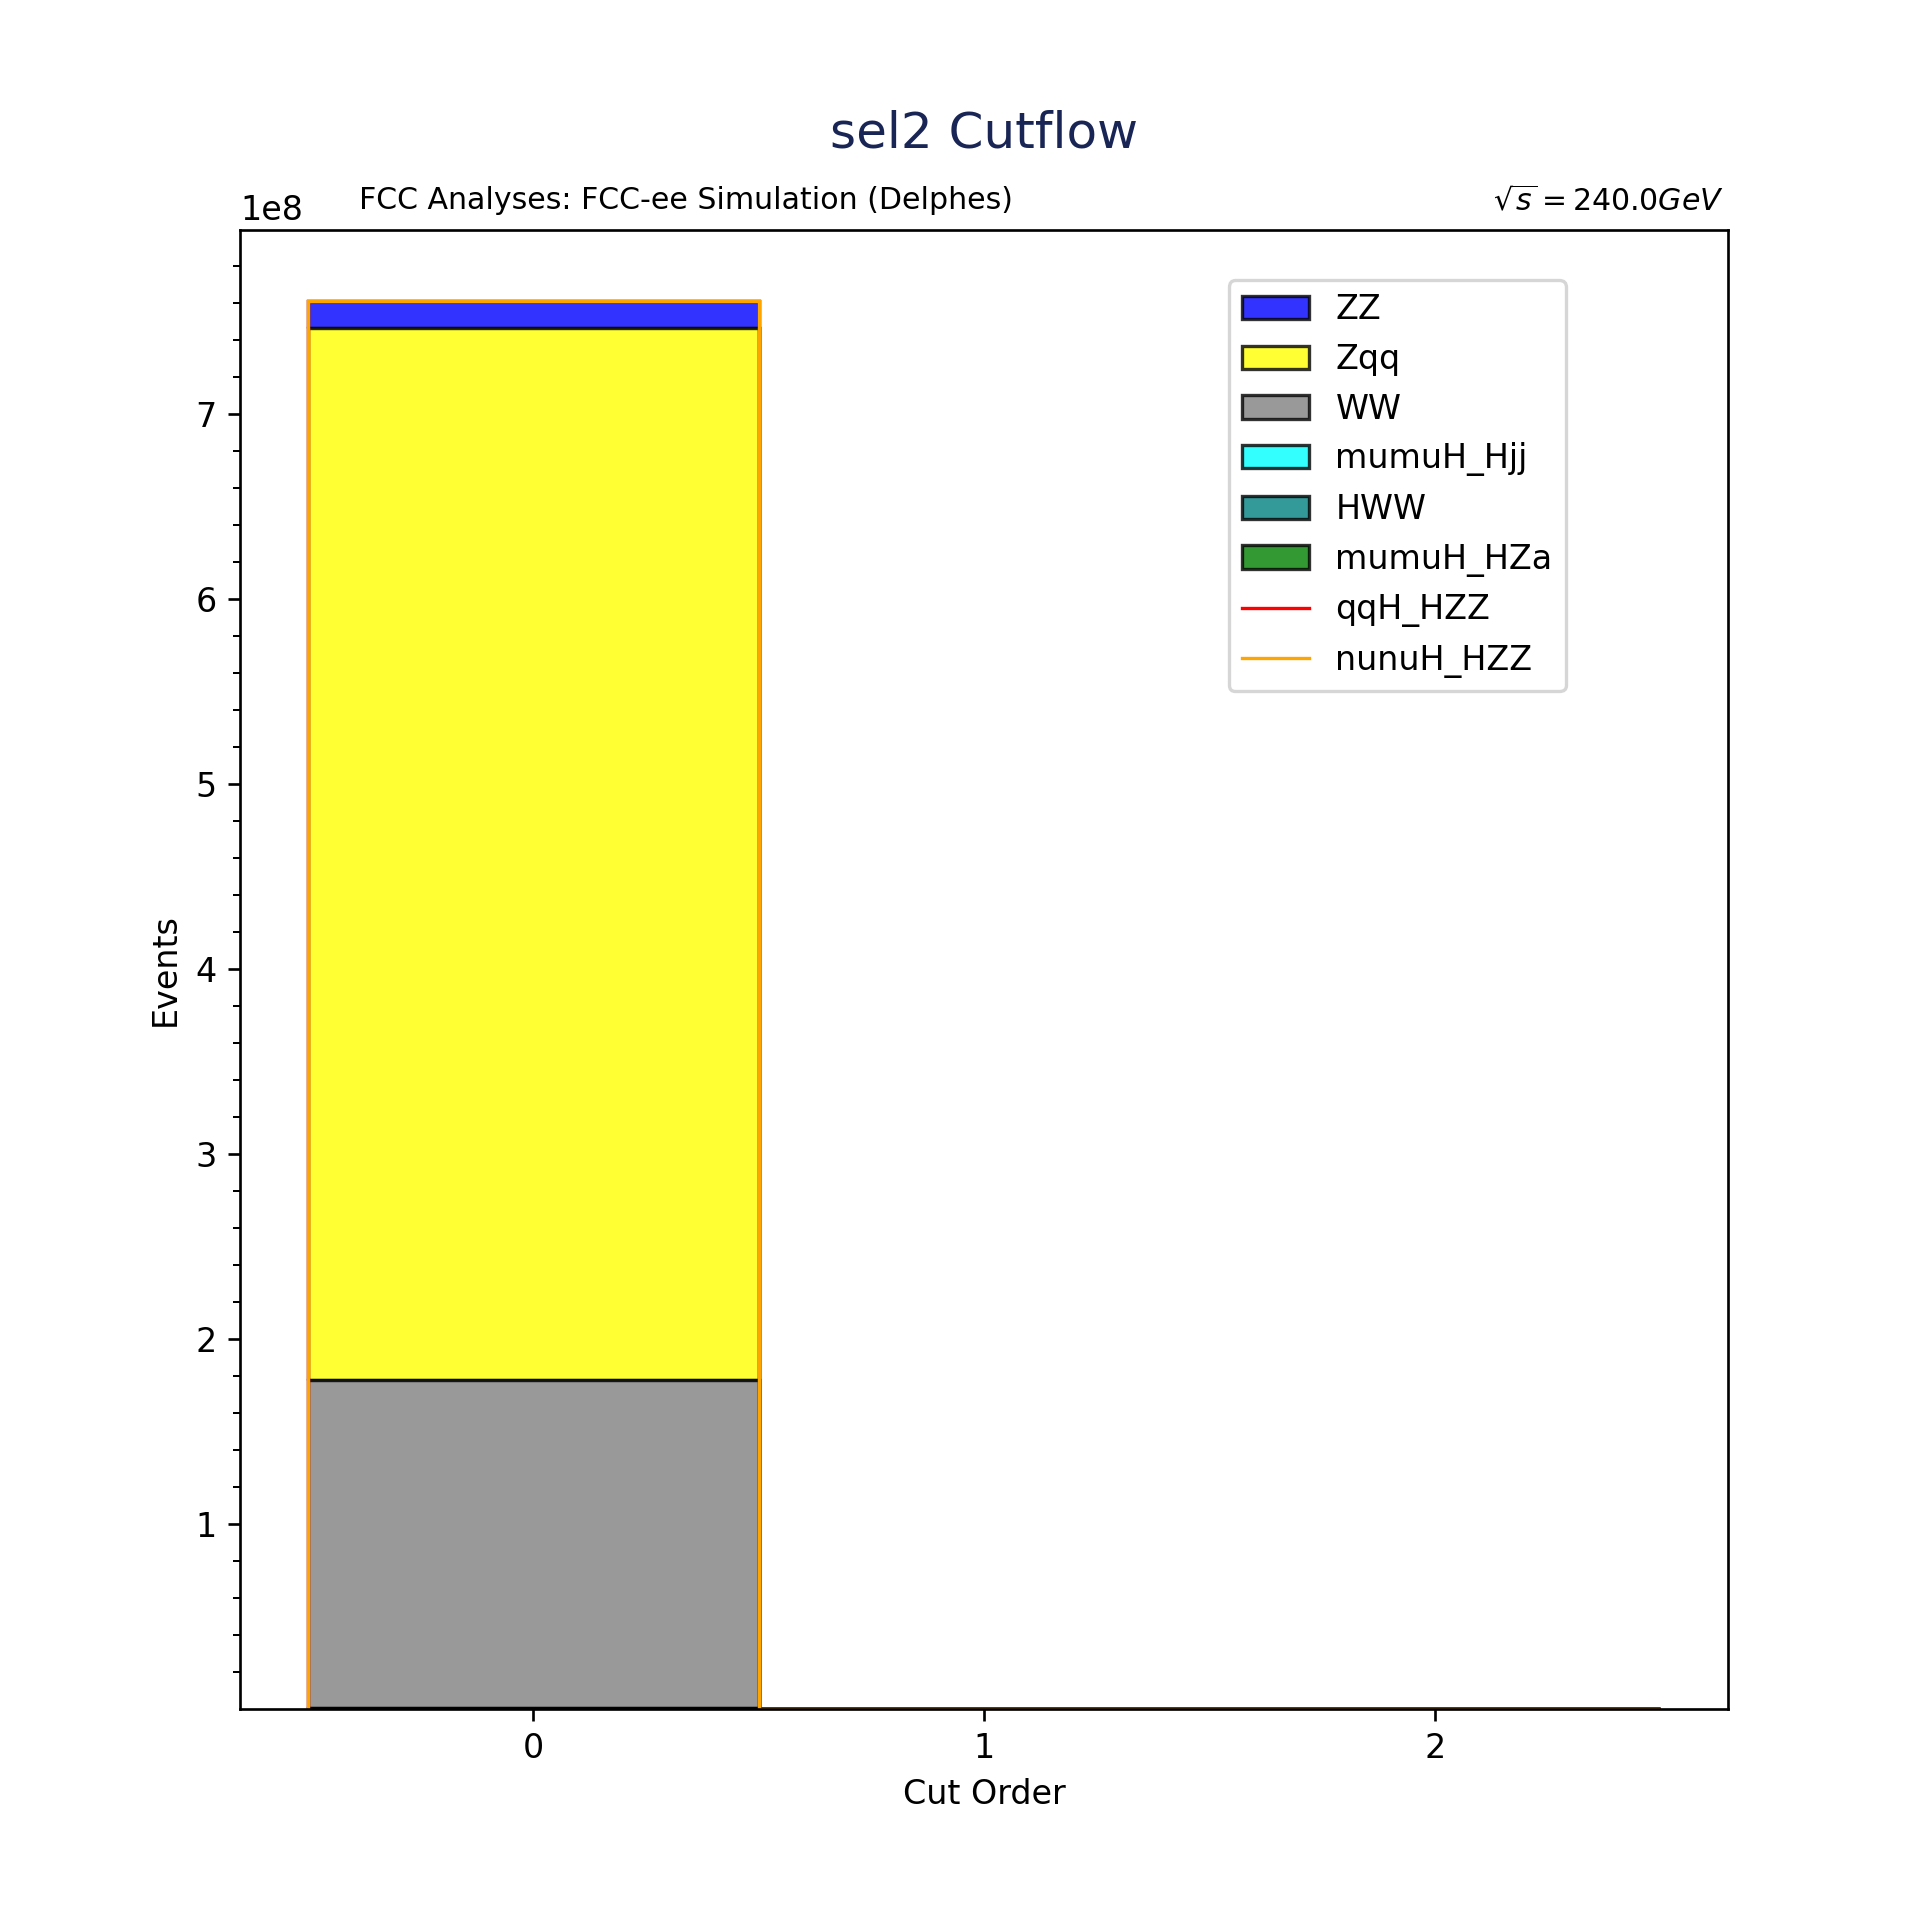 sel2 Cutflow
1e8
FCC Analyses: FCC-ee Simulation (Delphes)
√s = 240.0GeV
ZZ
Zqq
WW
mumuH_Hjj
HWW
mumuH_HZa
qqH_HZZ
nunuH_HZZ
7
6
5
4
3
2
1
Events
0 1 2
Cut Order